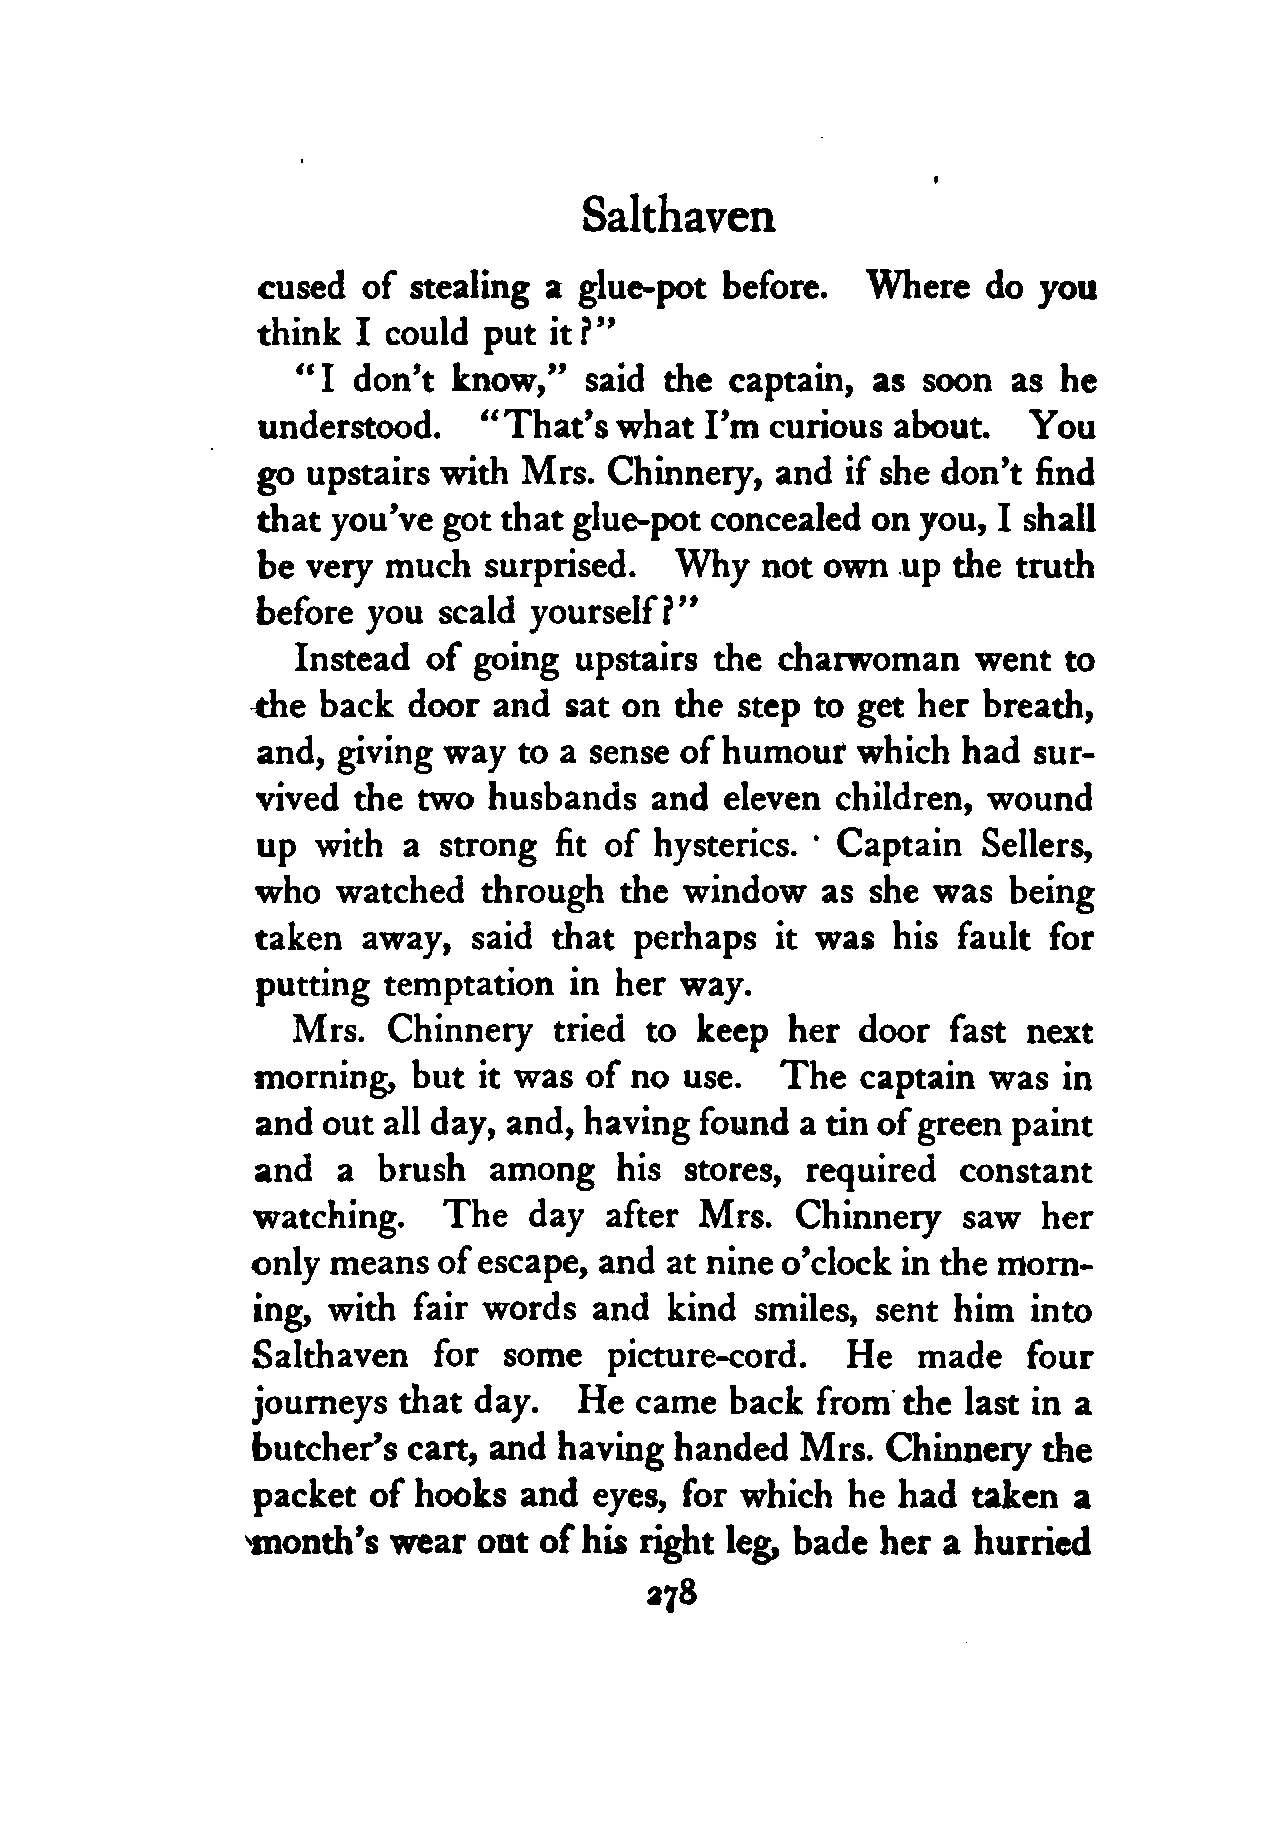 Salthaven
cused of stealing a glue-pot before. Where do you
think I could put it?"
"I don't know," said the captain, as soon as he
understood. "That's what I'm curious about. You
go upstairs with Mrs. Chinnery, and if she don't find
that you've got that glue-pot concealed on you, I shall
be very much surprised. Why not own up the truth
before you scald yourself?"
Instead of going upstairs the charwoman went to
the back door and sat on the step to get her breath,
and, giving way to a sense of humour which had sur-
vived the two husbands and eleven children, wound
up with a strong fit of hysterics. Captain Sellers,
who watched through the window as she was being
taken away, said that perhaps it was his fault for
putting temptation in her way.
Mrs. Chinnery tried to keep her door fast next
morning, but it was of no use. The captain was in
and out all day, and, having found a tin of green paint
and a brush among his stores, required constant
watching. The day after Mrs. Chinnery saw her
only means of escape, and at nine o'clock in the morn-
ing, with fair words and kind smiles, sent him into
Salthaven for some picture-cord. He made four
journeys that day. He came back from the last in a
butcher's cart, and having handed Mrs. Chinnery the
packet of hooks and eyes, for which he had taken a
month's wear out of his right leg, bade her a hurried
278